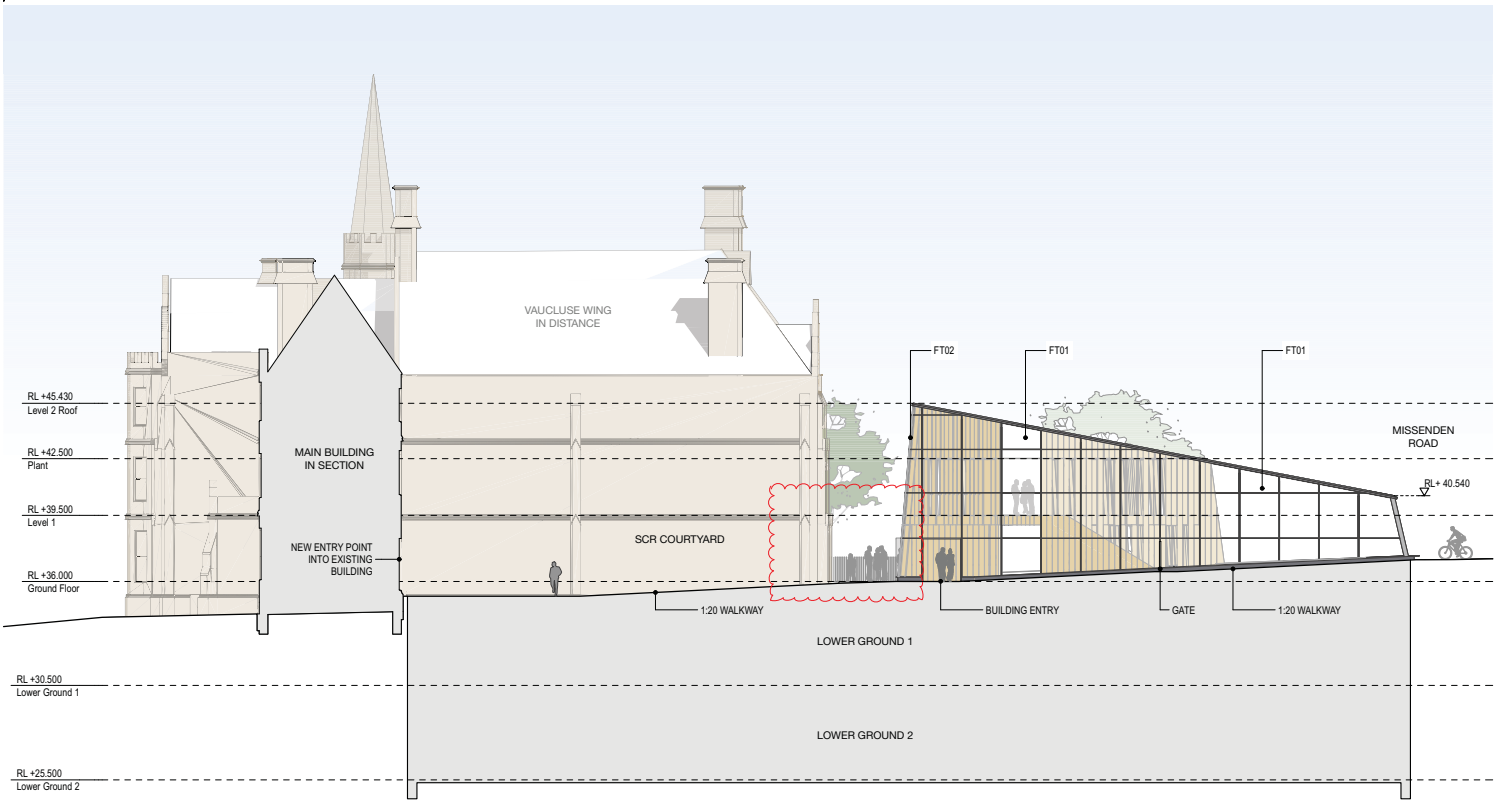 VAUCLUSE WING
IN DISTANCE
FT02
FT01
FT01
RL +45.430
Level 2 Roof
MISSENDEN
ROAD
MAIN BUILDING
IN SECTION
RL +42.500
Plant
RL+ 40.540
RL +39.500
Level 1
SCR COURTYARD
NEW ENTRY POINT
INTO EXISTING
BUILDING
RL +36.000
Ground Floor
1:20 WALKWAY
BUILDING ENTRY
GATE
1:20 WALKWAY
LOWER GROUND 1
RL +30.500
Lower Ground 1
LOWER GROUND 2
RL +25.500
Lower Ground 2